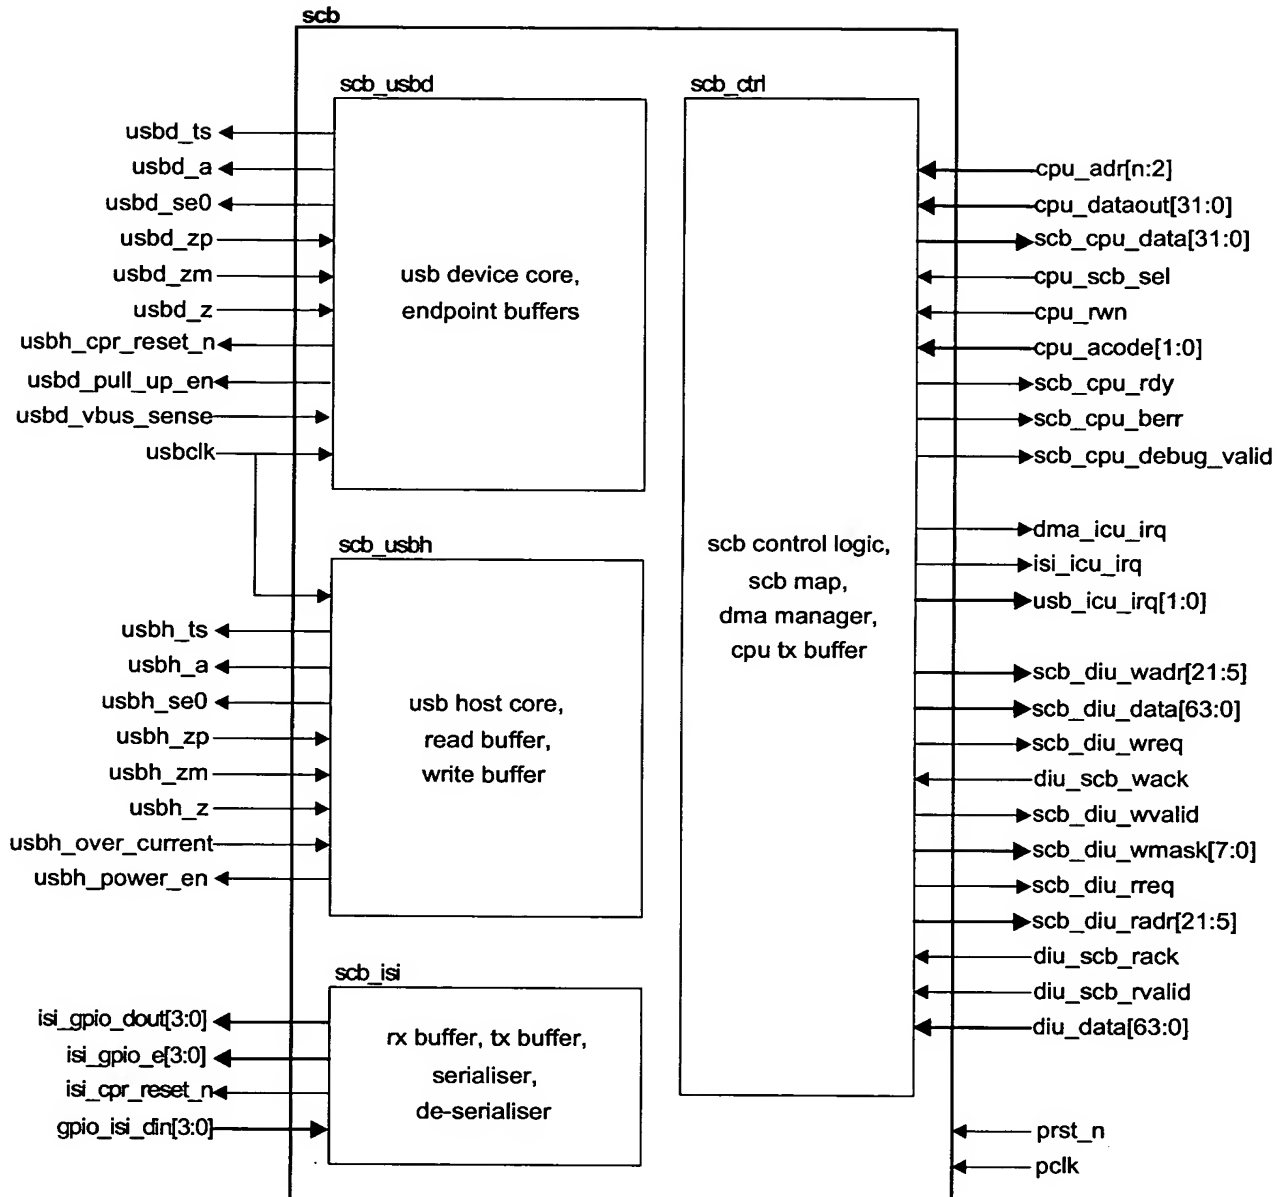 scb
scb_usbd
usbd_ts
usbd_a
usbd_se0
usbd_zp
usbd_zm
usbd_z
usbh_cpr_reset_n
usbd_pull_up_en
usbd_vbus_sense
usbclk
usb device core,
endpoint buffers
scb_usbh
usbh_ts
usbh_a
usbh_se0
usbh_zp
usbh_zm
usbh_z
usbh_over_current
usbh_power_en
usb host core,
read buffer,
write buffer
scb_isi
isi_gpio_dout[3:0]
isi_gpio_e[3:0]
isi_cpr_reset_n
gpio_isi_din[3:0]
rx buffer, tx buffer,
serialiser,
de-serialiser
scb_ctrl
scb control logic,
scb map,
dma manager,
cpu tx buffer
cpu_adr[n:2]
cpu_dataout[31:0]
scb_cpu_data[31:0]
cpu_scb_sel
cpu_rwn
cpu_acode[1:0]
scb_cpu_rdy
scb_cpu_berr
scb_cpu_debug_valid
dma_icu_irq
isi_icu_irq
usb_icu_irq[1:0]
scb_diu_wadr[21:5]
scb_diu_data[63:0]
scb_diu_wreq
diu_scb_wack
scb_diu_wvalid
scb_diu_wmask[7:0]
scb_diu_rreq
scb_diu_radr[21:5]
diu_scb_rack
diu_scb_rvalid
diu_data[63:0]
prst_n
pclk